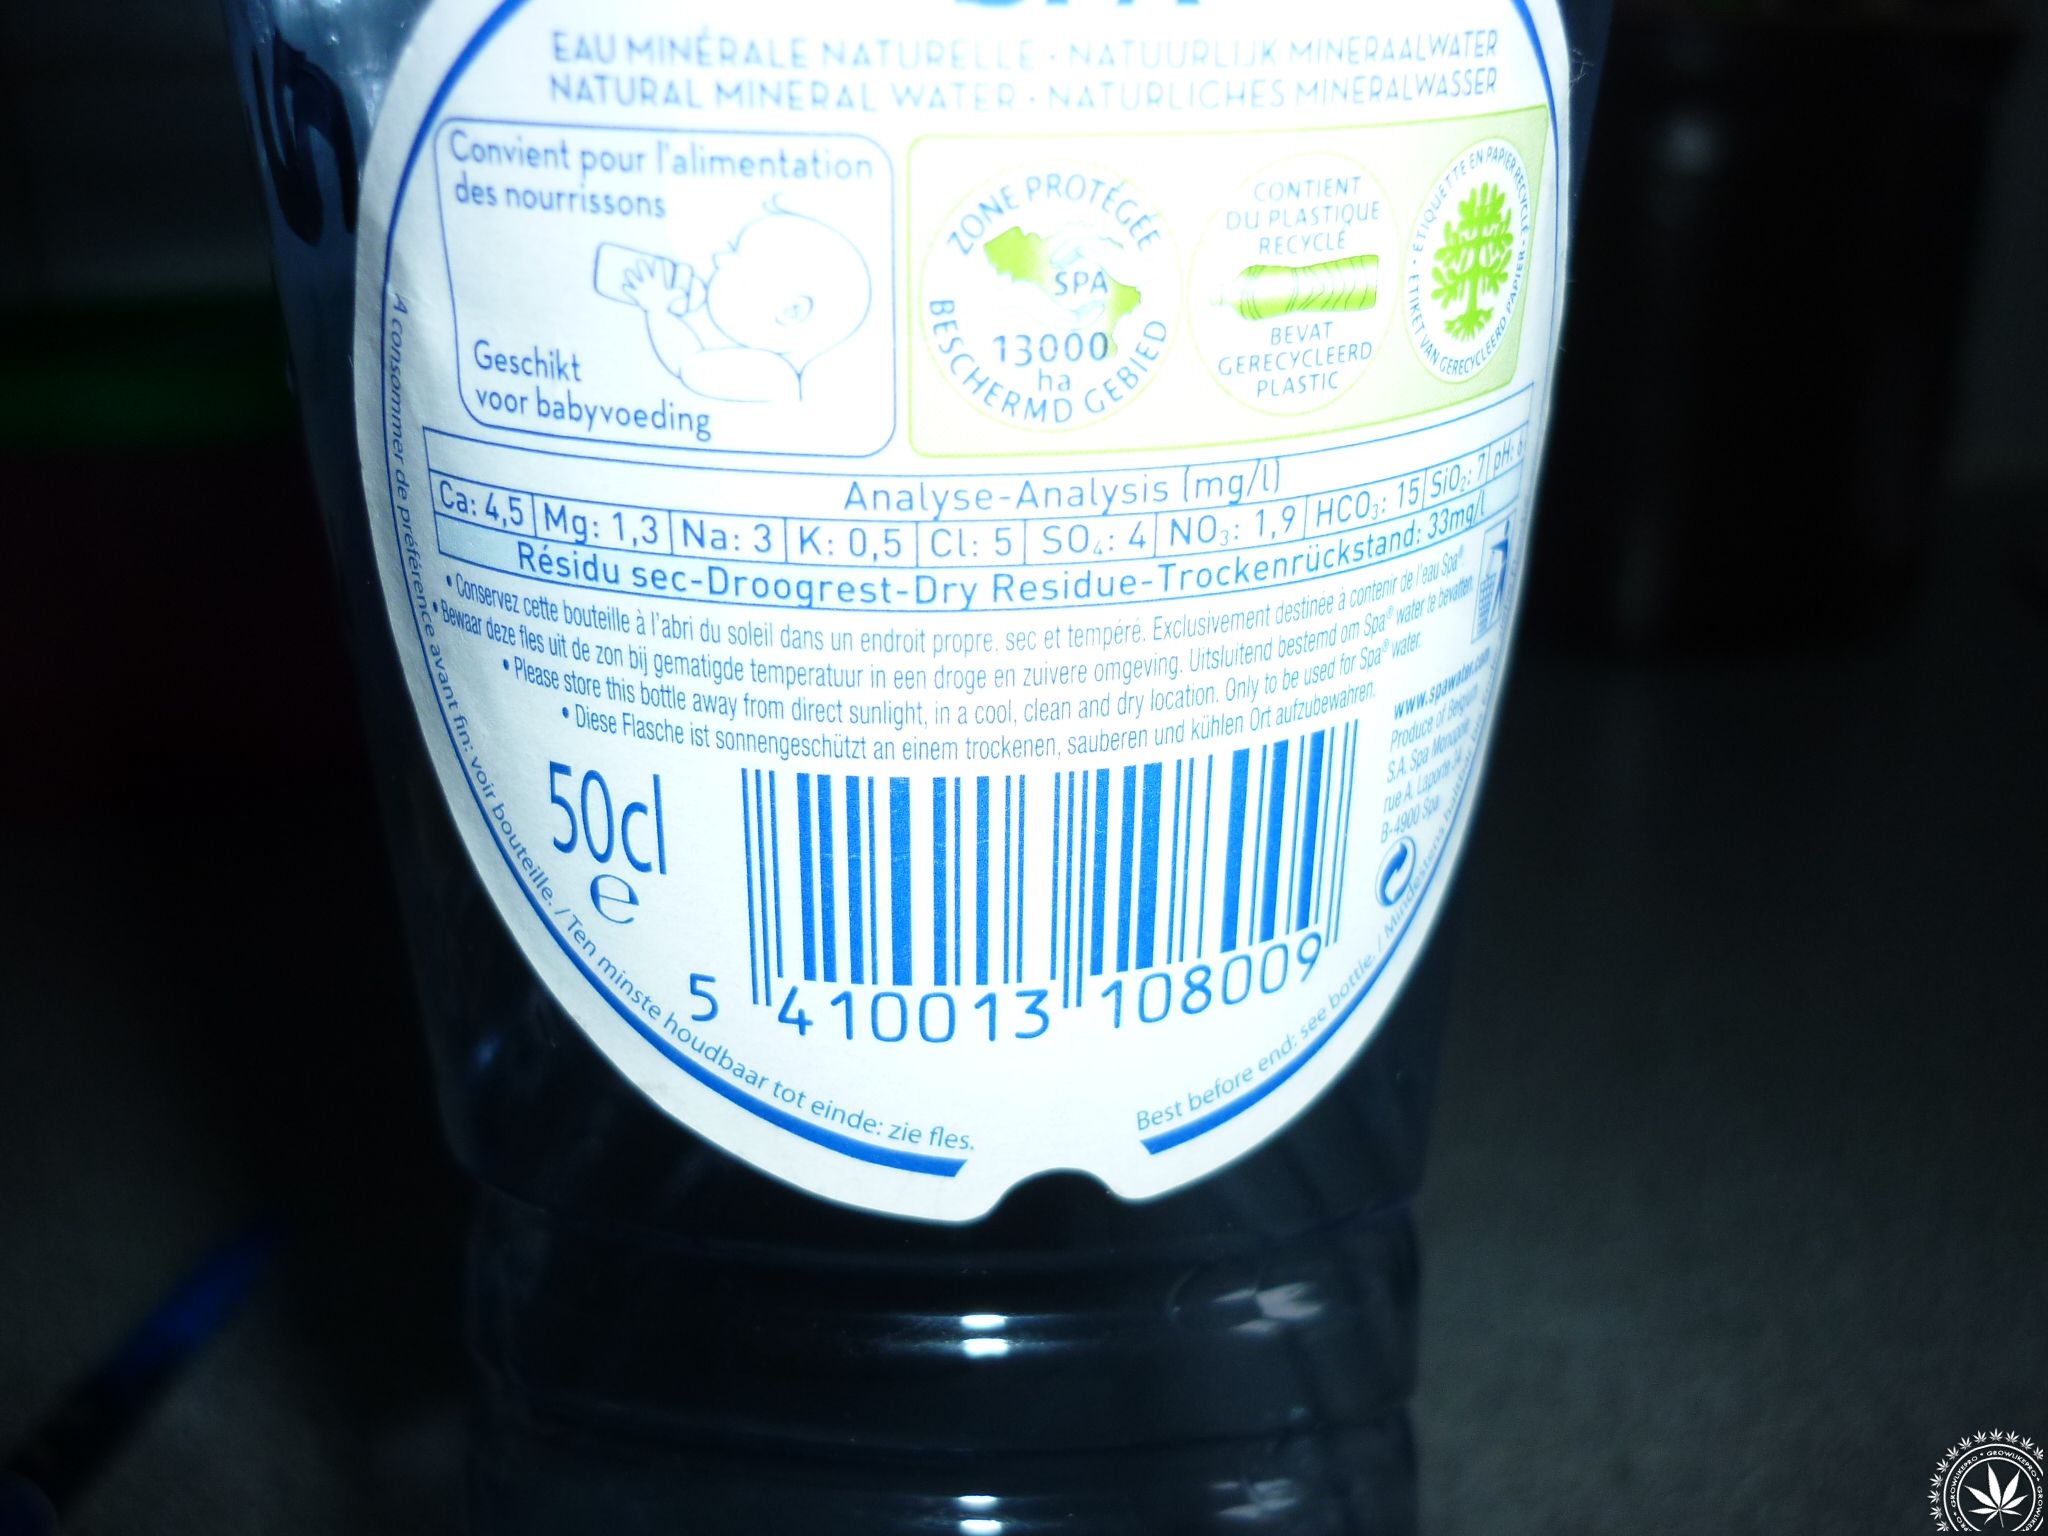 SPA
EAU MINÉRALE NATURELLE · NATUURLIJK MINERAALWATER
NATURAL MINERAL WATER · NATÜRLICHES MINERALWASSER
Convient pour l'alimentation
des nourrissons
Geschikt
voor babyvoeding
ZONE PROTÉGÉE
SPA
13000
ha
BESCHERMD GEBIED
CONTIENT
DU PLASTIQUE
RECYCLÉ
BEVAT
GERECYCLEERD
PLASTIC
· ÉTIQUETTE EN PAPIER RECYCLÉ ·
ETIKET VAN GERECYCLEERD PAPIER
Analyse-Analysis (mg/l)
Ca: 4,5 Mg: 1,3 Na: 3 K: 0,5 Cl: 5 SO₄: 4 NO₃: 1,9 HCO₃: 15 SiO₂: 7 pH: 6
Résidu sec-Droogrest-Dry Residue-Trockenrückstand: 33mg/l
• Conservez cette bouteille à l'abri du soleil dans un endroit propre, sec et tempéré. Exclusivement destinée à contenir de l'eau Spa®.
• Bewaar deze fles uit de zon bij gematigde temperatuur in een droge en zuivere omgeving. Uitsluitend bestemd om Spa® water te bevatten.
• Please store this bottle away from direct sunlight, in a cool, clean and dry location. Only to be used for Spa® water.
• Diese Flasche ist sonnengeschützt an einem trockenen, sauberen und kühlen Ort aufzubewahren.
www.spawater.com
Produce of Belgium
S.A. Spa Monopole
rue A. Laporte 34
B-4900 Spa
50cl
e
5 410013 108009
A consommer de préférence avant fin: voir bouteille. / Ten minste houdbaar tot einde: zie fles.
Best before end: see bottle. / Mindestens
GROWLIKEPRO · GROWLIKEPRO